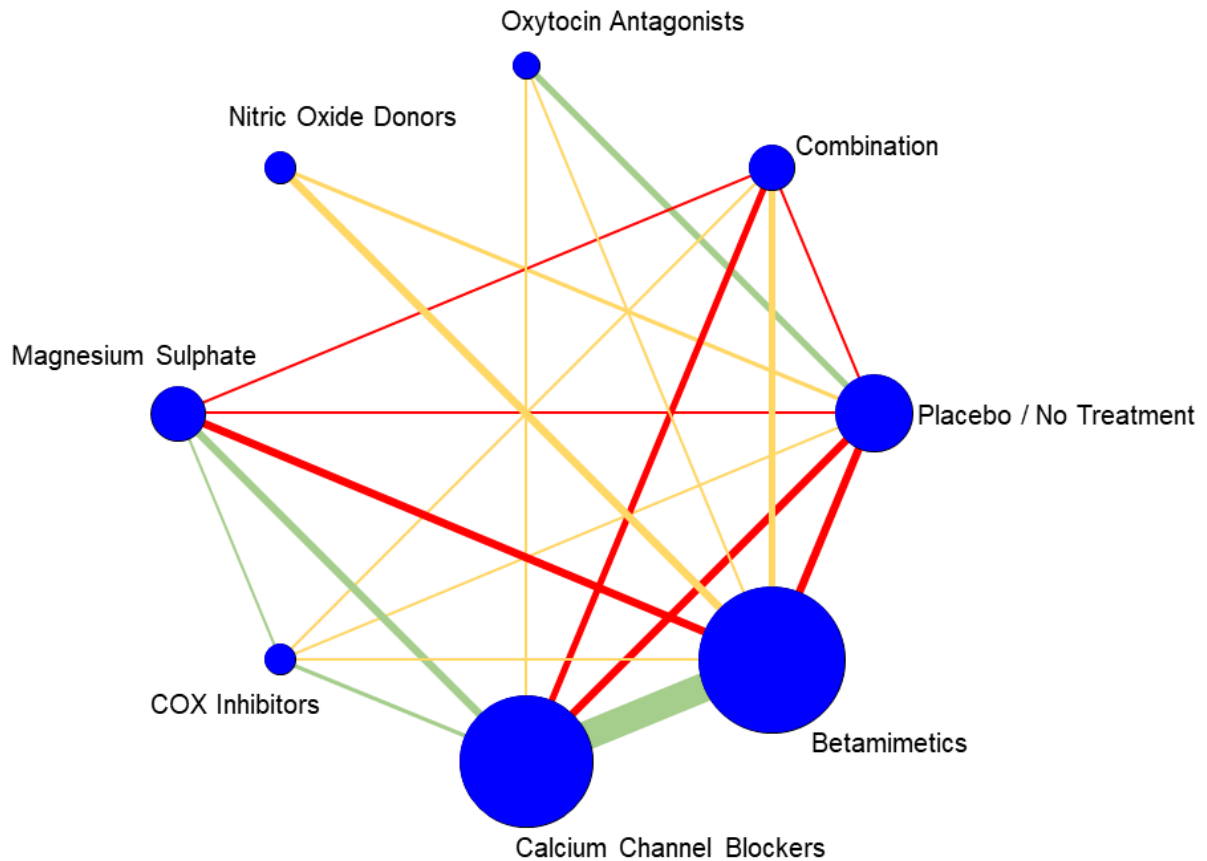 Oxytocin Antagonists
Nitric Oxide Donors
Combination
Magnesium Sulphate
Placebo / No Treatment
COX Inhibitors
Betamimetics
Calcium Channel Blockers